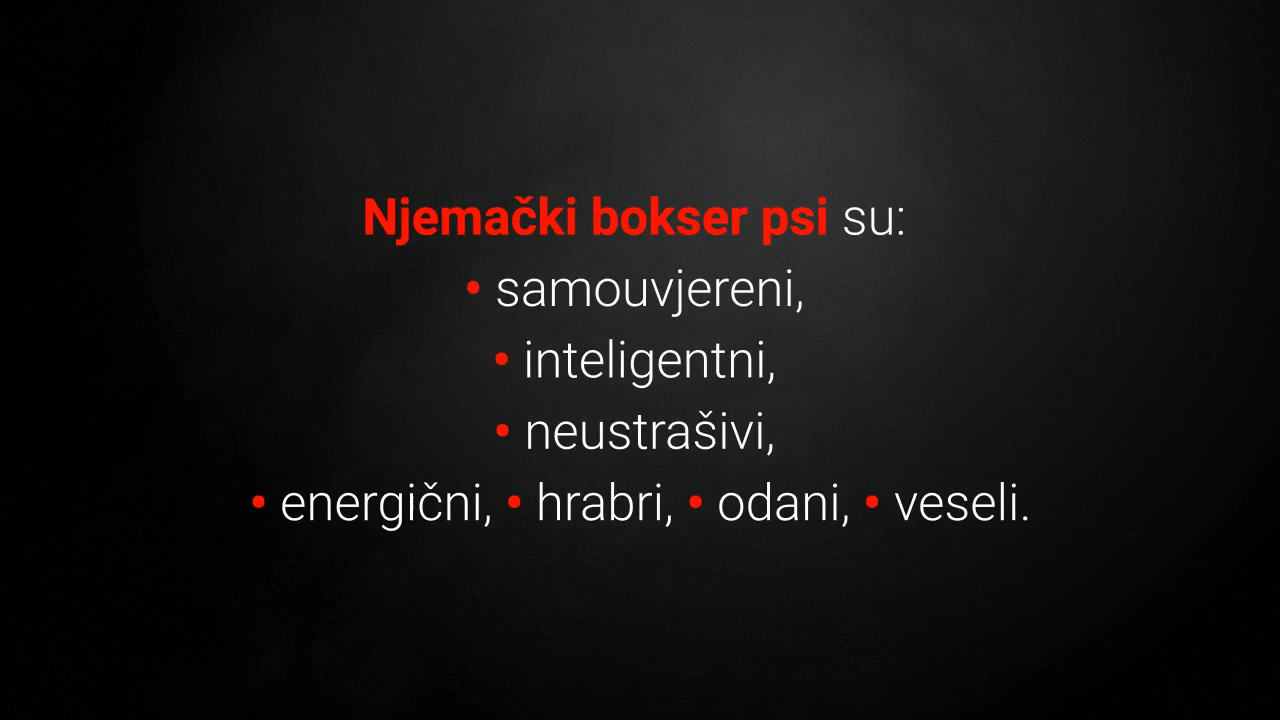 Njemački bokser psi su:
• samouvjereni,
• inteligentni,
• neustrašivi,
• energični, • hrabri, • odani, • veseli.